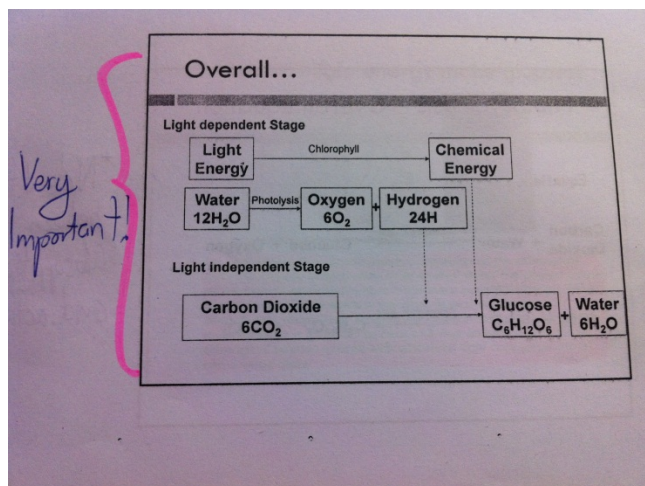 Overall...
Light dependent Stage
Light
Energy
Chlorophyll
Chemical
Energy
Water
12H₂O
Photolysis
Oxygen
6O₂
+
Hydrogen
24H
Light independent Stage
Carbon Dioxide
6CO₂
Glucose
C₆H₁₂O₆
+
Water
6H₂O
Very
Important!